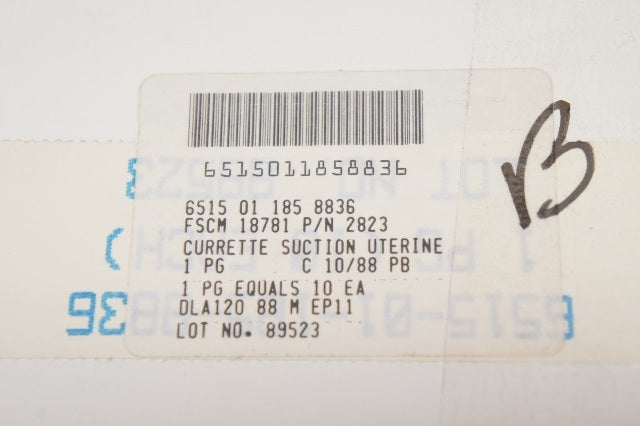 6515011858836
6515 01 185 8836
FSCM 18781 P/N 2823
CURRETTE SUCTION UTERINE
1 PG C 10/88 PB
1 PG EQUALS 10 EA
DLA120 88 M EP11
LOT NO. 89523
B